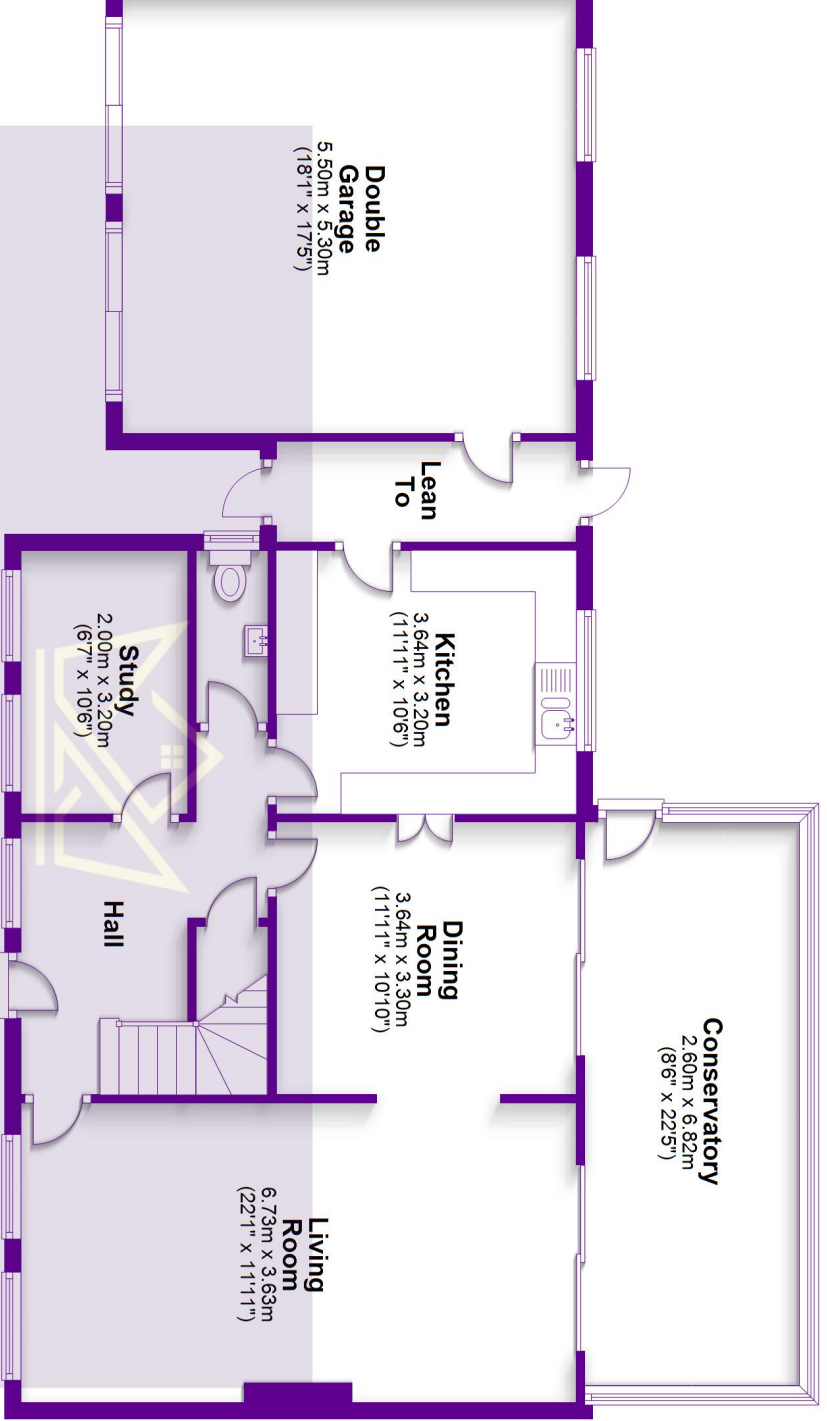 Double
Garage
5.50m x 5.30m
(18'1" x 17'5")
Lean
To
Kitchen
3.64m x 3.20m
(11'11" x 10'6")
Study
2.00m x 3.20m
(6'7" x 10'6")
Hall
Dining
Room
3.64m x 3.30m
(11'11" x 10'10")
Conservatory
2.60m x 6.82m
(8'6" x 22'5")
Living
Room
6.73m x 3.63m
(22'1" x 11'11")